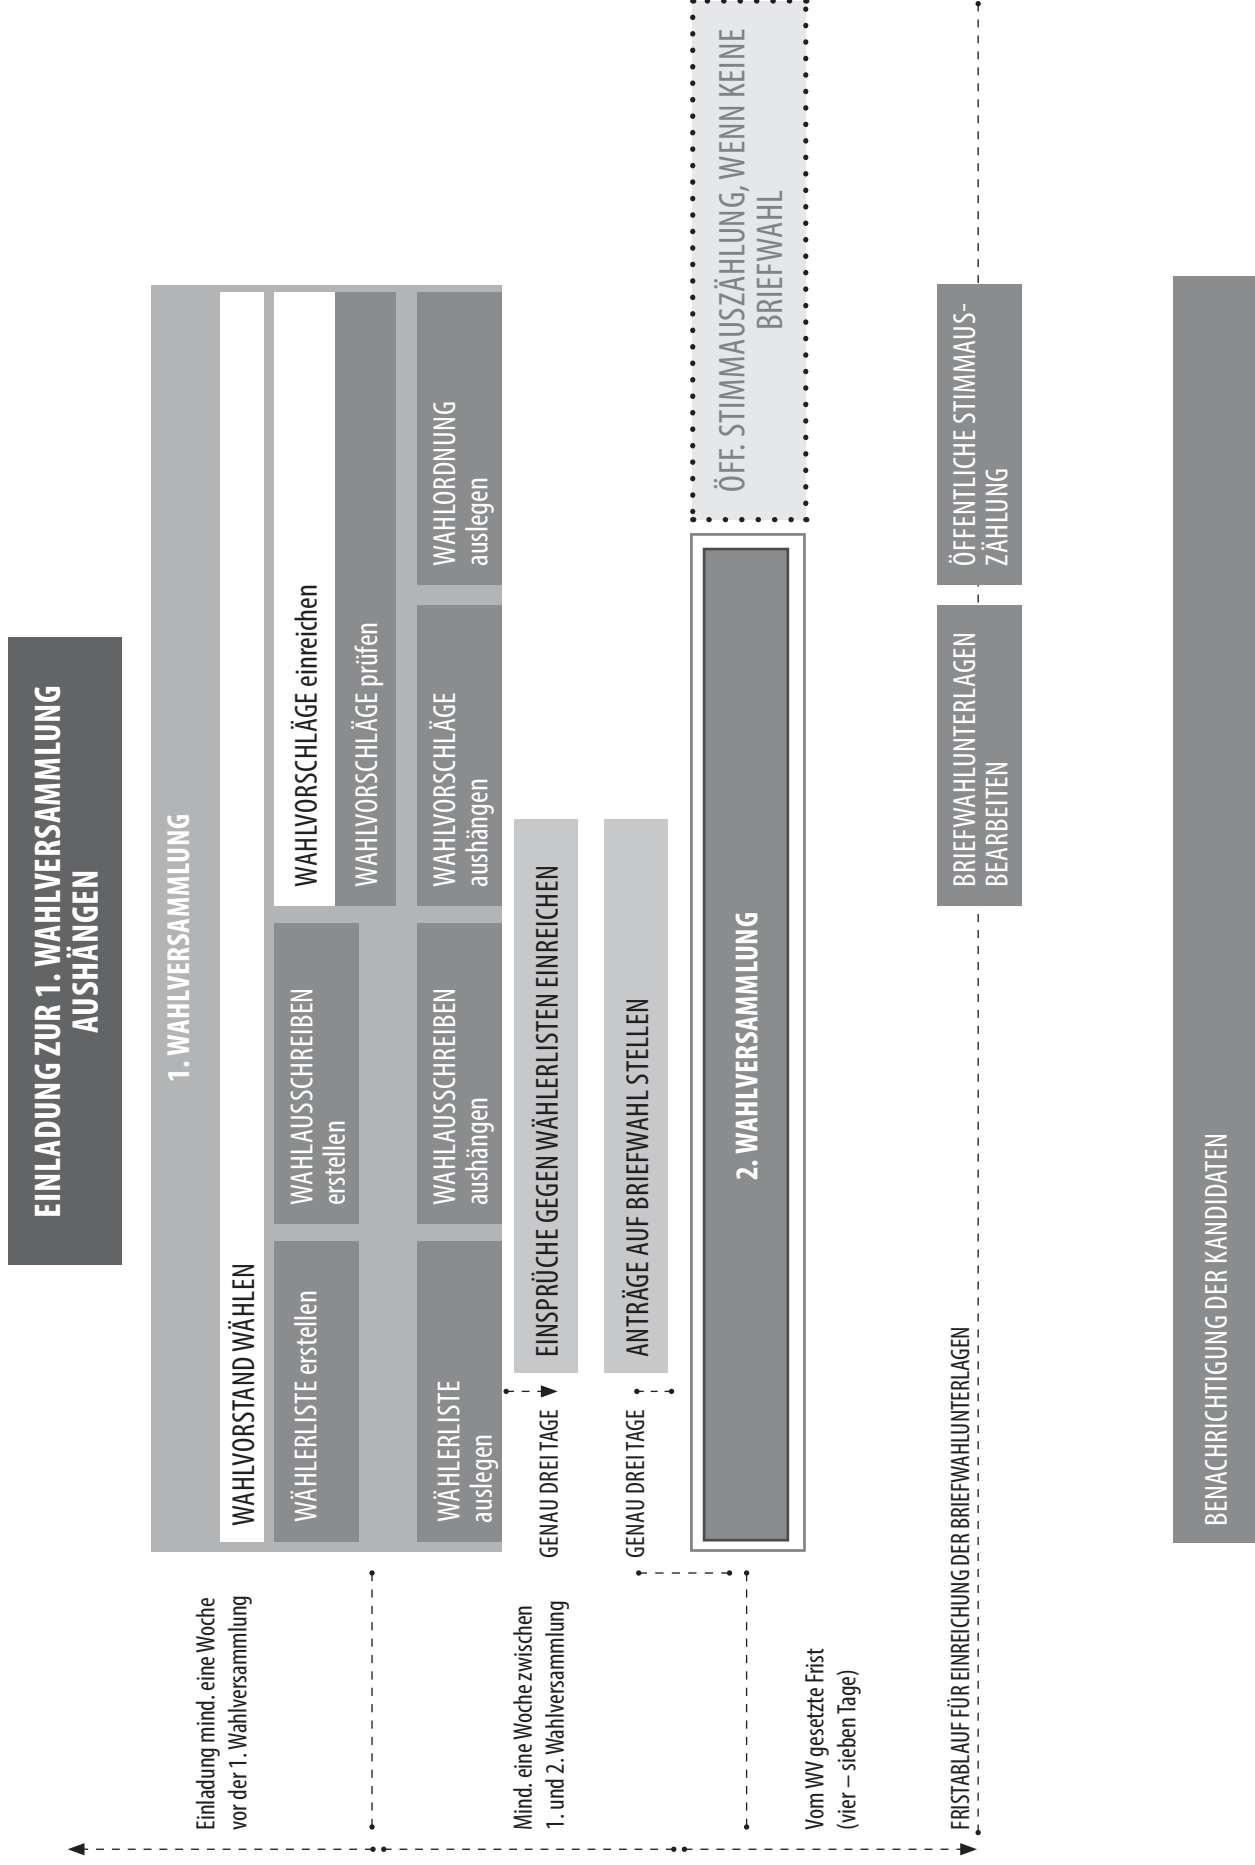 EINLADUNG ZUR 1. WAHLVERSAMMLUNG
AUSHÄNGEN
Einladung mind. eine Woche
vor der 1. Wahlversammlung
1. WAHLVERSAMMLUNG
WAHLVORSTAND WÄHLEN
WÄHLERLISTE erstellen
WAHLAUSSCHREIBEN
erstellen
WAHLVORSCHLÄGE einreichen
WAHLVORSCHLÄGE prüfen
WÄHLERLISTE
auslegen
WAHLAUSSCHREIBEN
aushängen
WAHLVORSCHLÄGE
aushängen
WAHLORDNUNG
auslegen
Mind. eine Woche zwischen
1. und 2. Wahlversammlung
GENAU DREI TAGE
EINSPRÜCHE GEGEN WÄHLERLISTEN EINREICHEN
GENAU DREI TAGE
ANTRÄGE AUF BRIEFWAHL STELLEN
2. WAHLVERSAMMLUNG
ÖFF. STIMMAUSZÄHLUNG, WENN KEINE
BRIEFWAHL
Vom WV gesetzte Frist
(vier – sieben Tage)
FRISTABLAUF FÜR EINREICHUNG DER BRIEFWAHLUNTERLAGEN
BRIEFWAHLUNTERLAGEN
BEARBEITEN
ÖFFENTLICHE STIMMAUS-
ZÄHLUNG
BENACHRICHTIGUNG DER KANDIDATEN